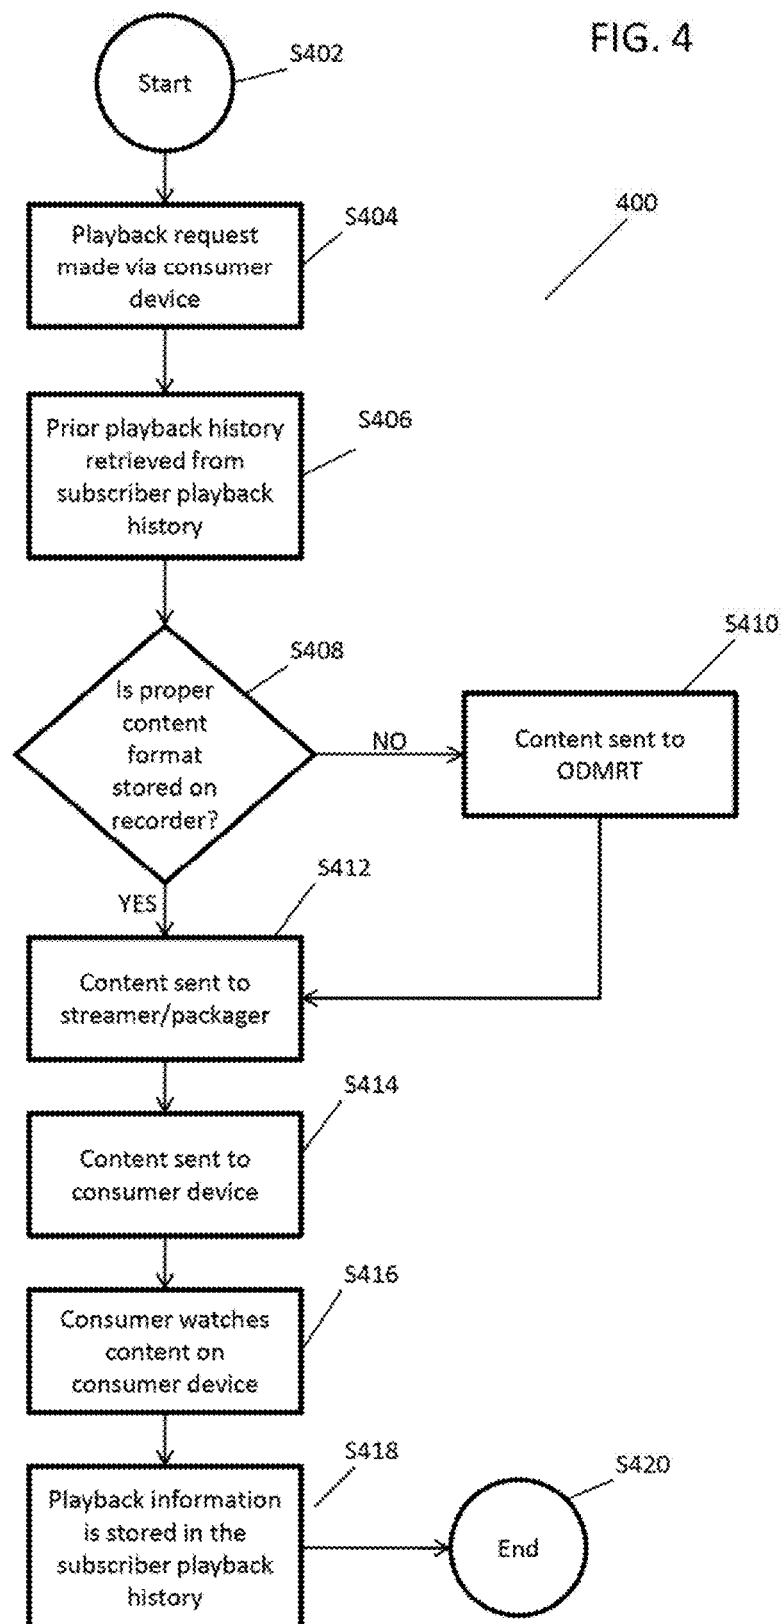 FIG. 4
S402
Start
400
S404
Playback request
made via consumer
device
S406
Prior playback history
retrieved from
subscriber playback
history
S408
Is proper
content
format
stored on
recorder?
NO
S410
Content sent to
ODMRT
YES
S412
Content sent to
streamer/packager
S414
Content sent to
consumer device
S416
Consumer watches
content on
consumer device
S418
Playback information
is stored in the
subscriber playback
history
S420
End